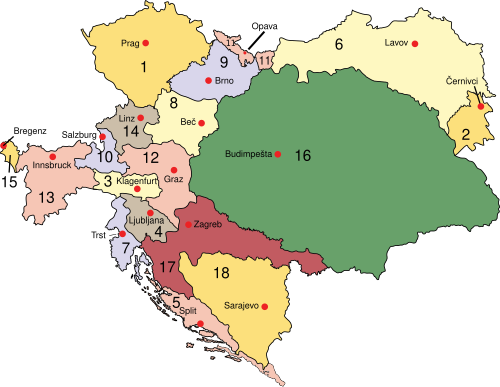 Opava
11
6
Lavov
Prag
9
11
1
Brno
Černivci
8
Linz
Beč
14
2
Bregenz
Salzburg
12
Budimpešta
16
10
Innsbruck
Graz
15
3
Klagenfurt
13
Ljubljana
Zagreb
Trst
4
7
17
18
5
Split
Sarajevo